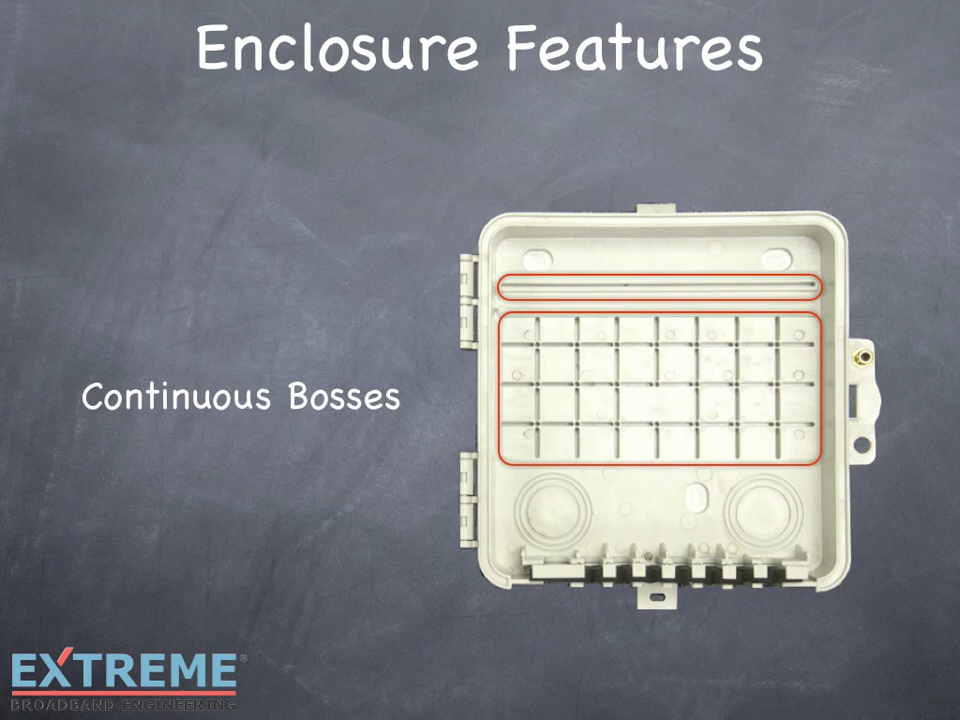 Enclosure Features
Continuous Bosses
EXTREME®
BROADBAND ENGINEERING